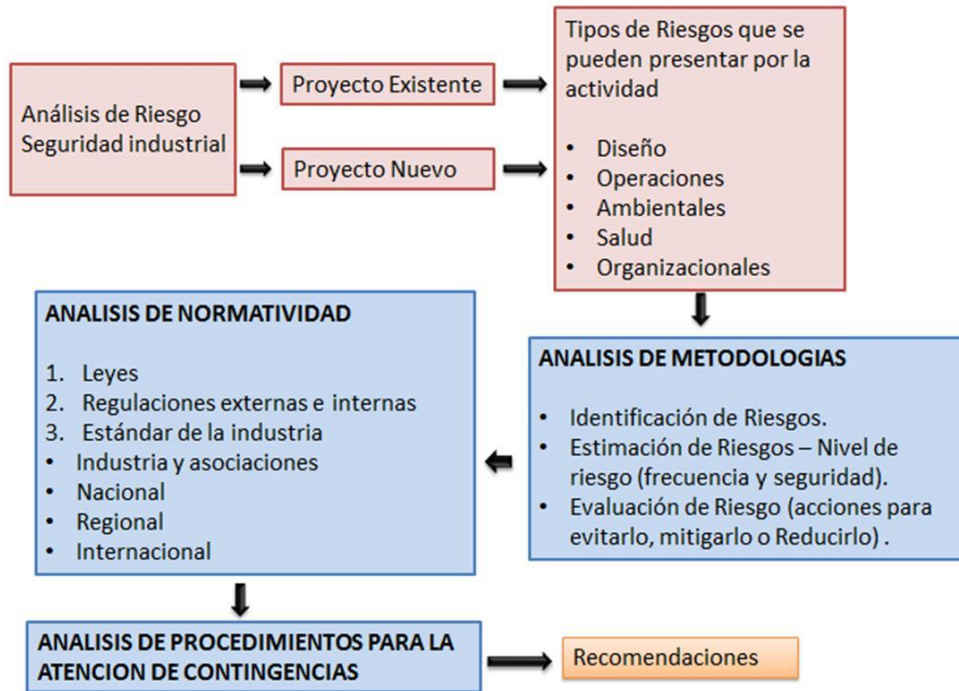 Análisis de Riesgo
Seguridad industrial
Proyecto Existente
Proyecto Nuevo
Tipos de Riesgos que se
pueden presentar por la
actividad
• Diseño
• Operaciones
• Ambientales
• Salud
• Organizacionales
ANALISIS DE METODOLOGIAS
• Identificación de Riesgos.
• Estimación de Riesgos – Nivel de
riesgo (frecuencia y seguridad).
• Evaluación de Riesgo (acciones para
evitarlo, mitigarlo o Reducirlo) .
ANALISIS DE NORMATIVIDAD
1. Leyes
2. Regulaciones externas e internas
3. Estándar de la industria
• Industria y asociaciones
• Nacional
• Regional
• Internacional
ANALISIS DE PROCEDIMIENTOS PARA LA
ATENCION DE CONTINGENCIAS
Recomendaciones